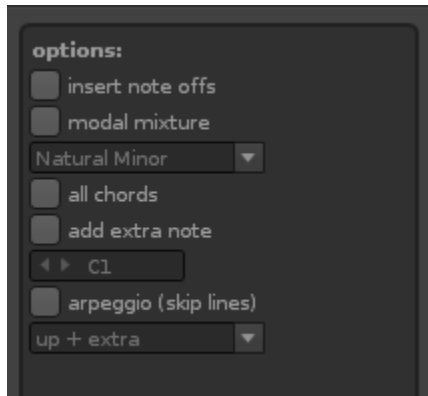 options:
insert note offs
modal mixture
Natural Minor
all chords
add extra note
C1
arpeggio (skip lines)
up + extra